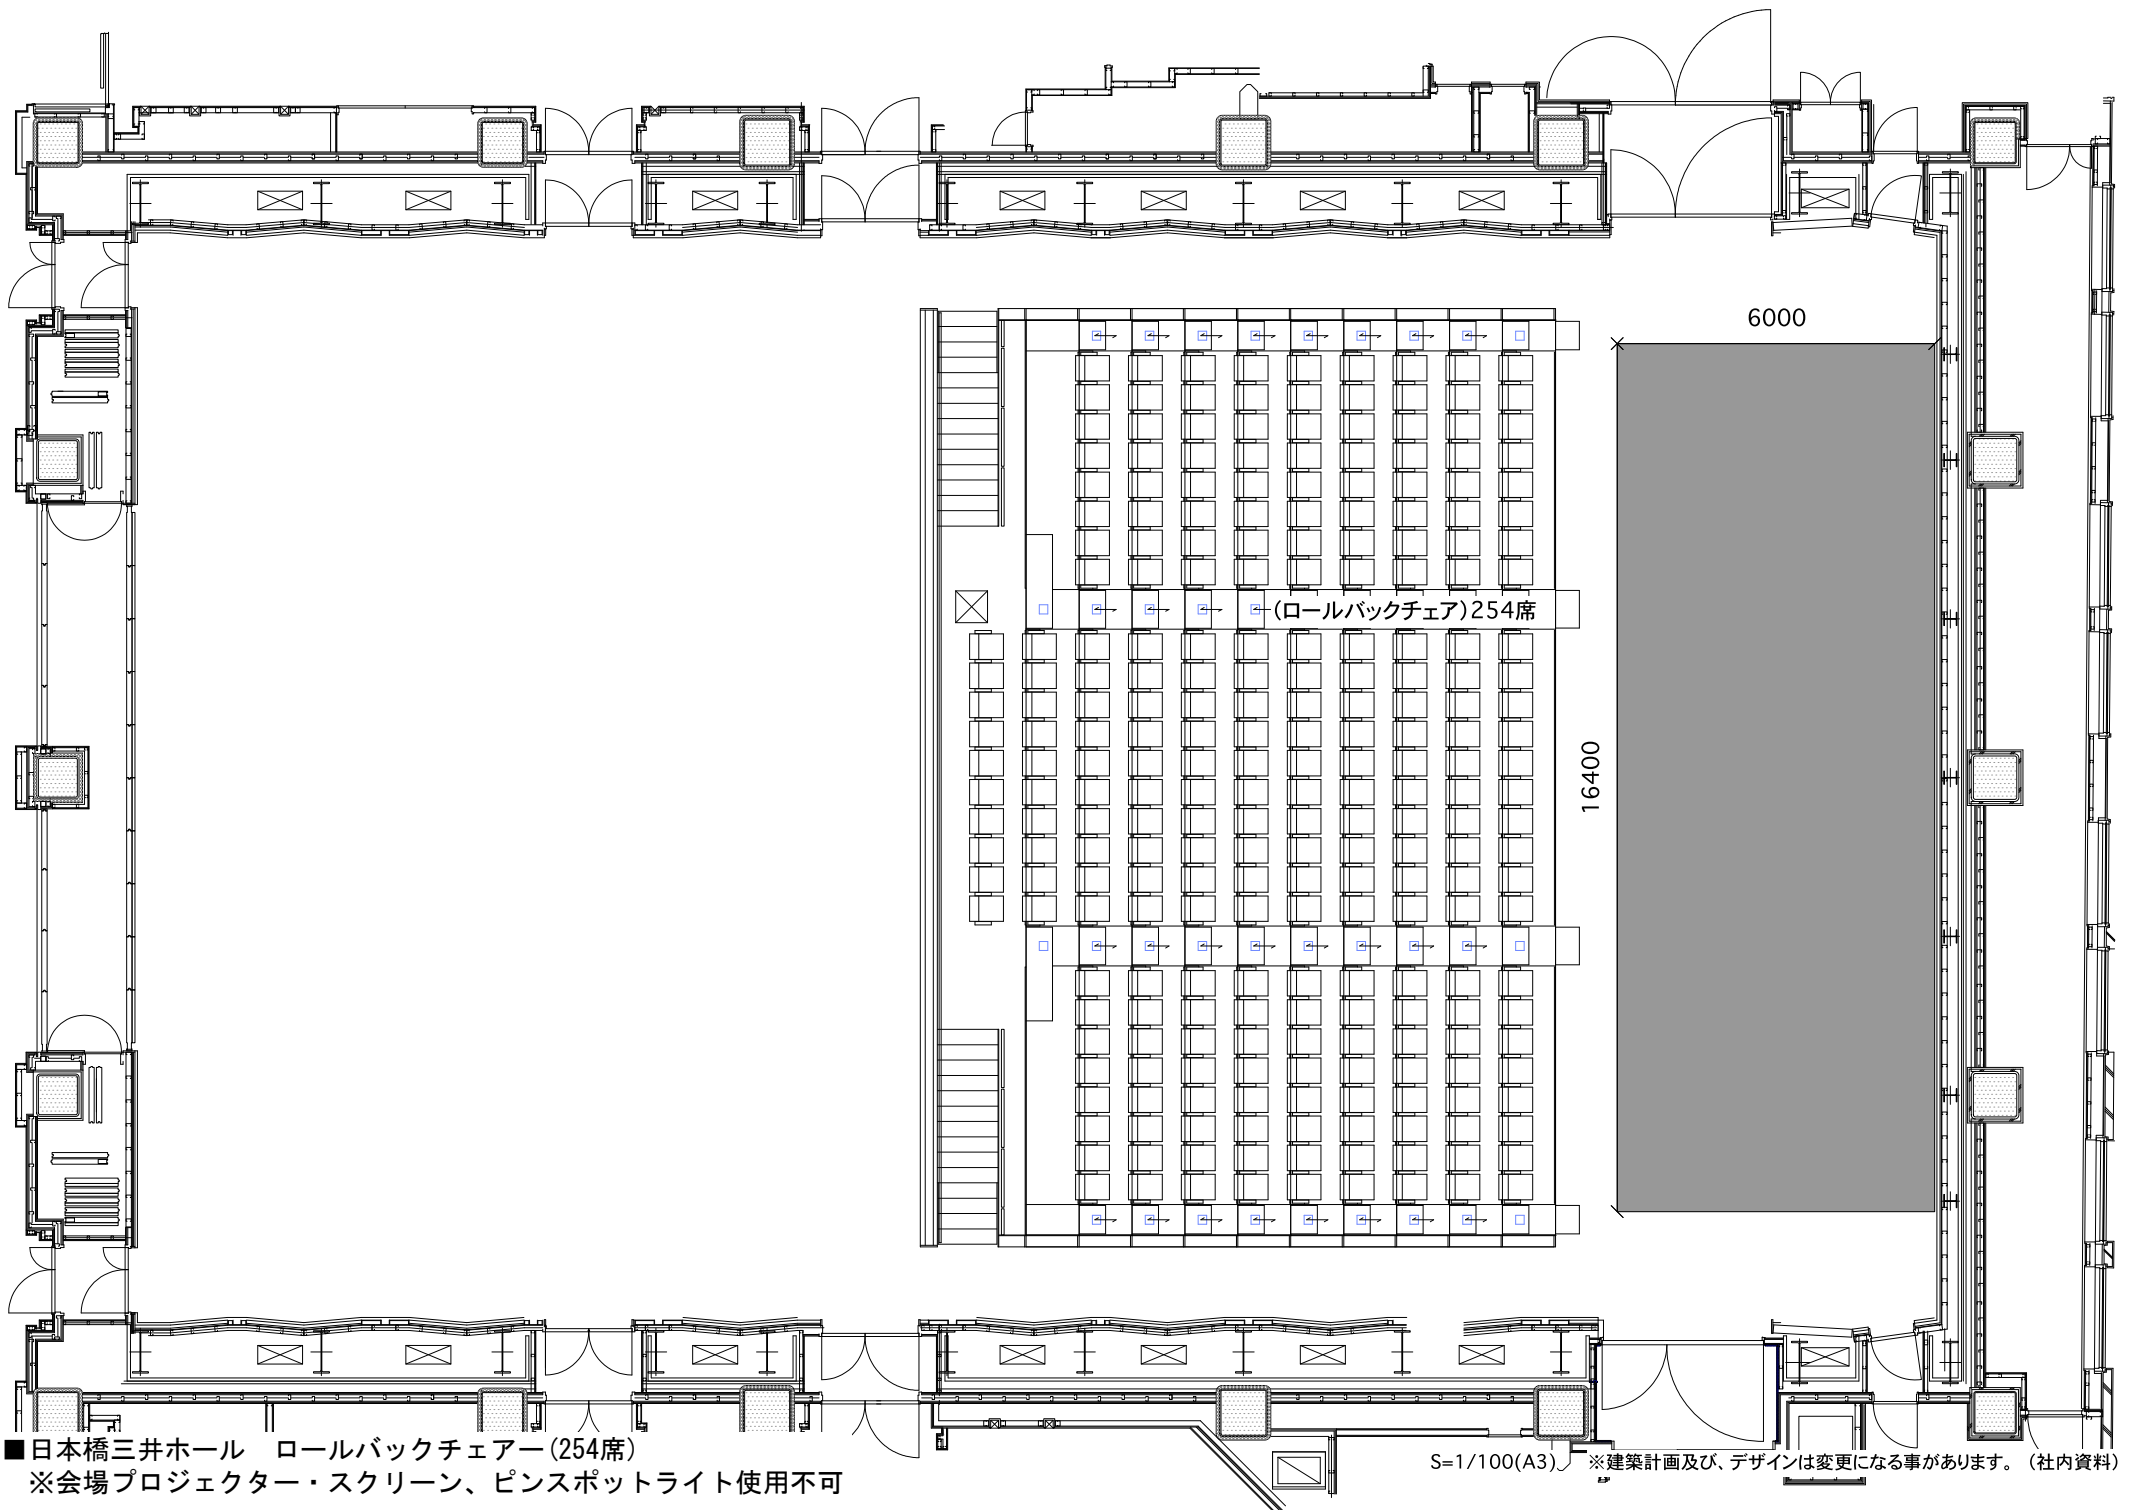 6000
(ロールバックチェア)254席
16400
■日本橋三井ホール　ロールバックチェアー(254席)
※会場プロジェクター・スクリーン、ピンスポットライト使用不可
S=1/100(A3)
※建築計画及び、デザインは変更になる事があります。（社内資料）